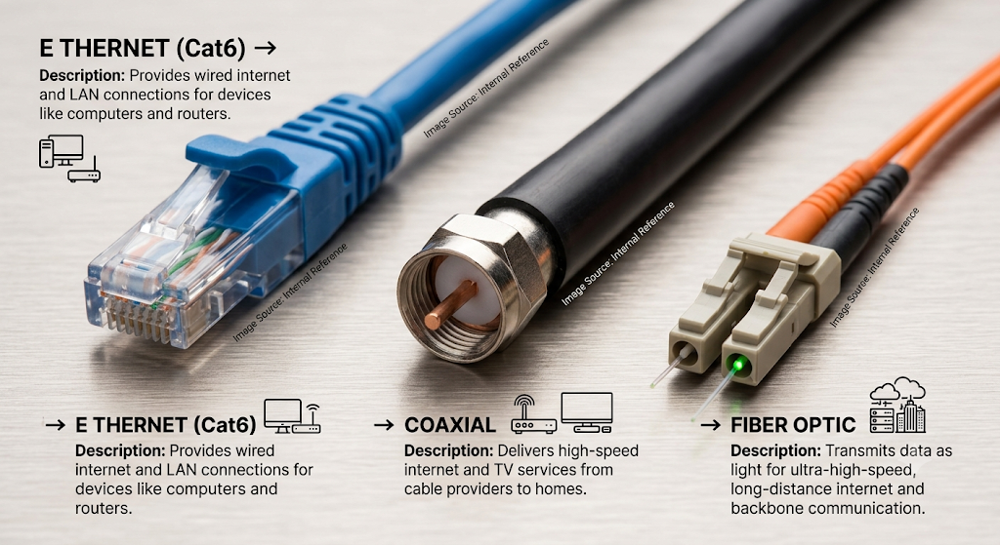 E THERNET (Cat6) →
Description: Provides wired internet
and LAN connections for devices
like computers and routers.
Image Source: Internal Reference
Image Source: Internal Reference
Image Source: Internal Reference
Image Source: Internal Reference
→ E THERNET (Cat6)
Description: Provides wired
internet and LAN connections for
devices like computers and
routers.
→ COAXIAL
Description: Delivers high-speed
internet and TV services from
cable providers to homes.
→ FIBER OPTIC
Description: Transmits data as
light for ultra-high-speed,
long-distance internet and
backbone communication.